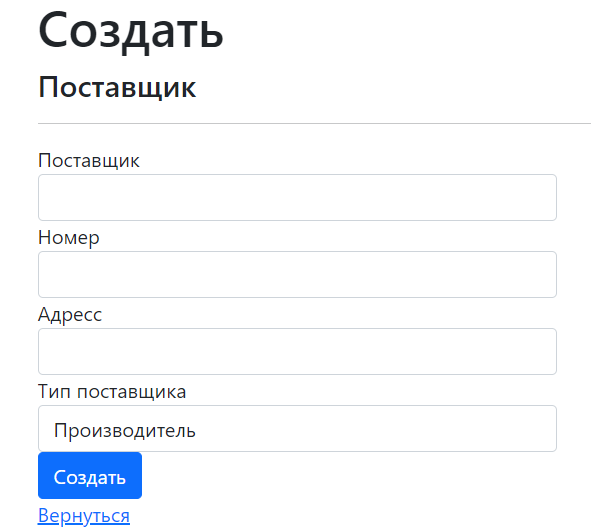 Создать
Поставщик
Поставщик
Номер
Адресс
Тип поставщика
Производитель
Создать
Вернуться